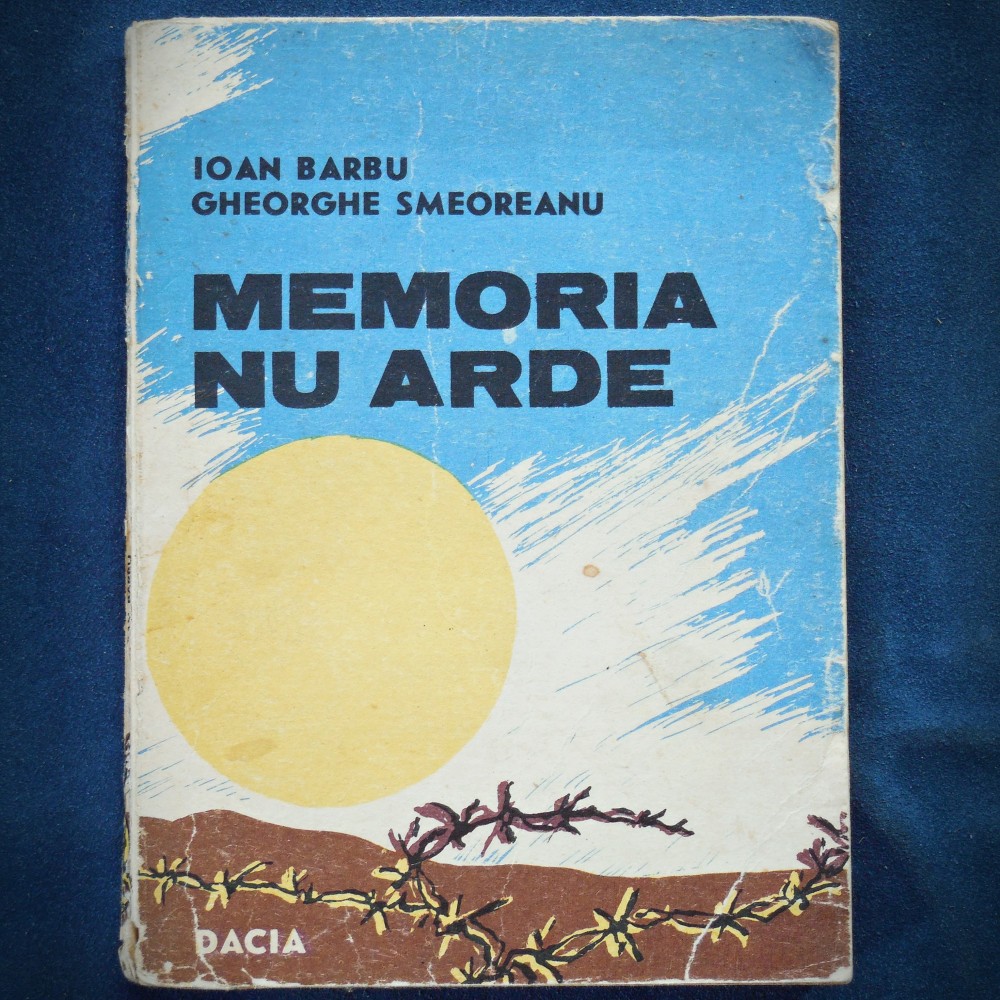 IOAN BARBU
GHEORGHE SMEOREANU
MEMORIA
NU ARDE
DACIA